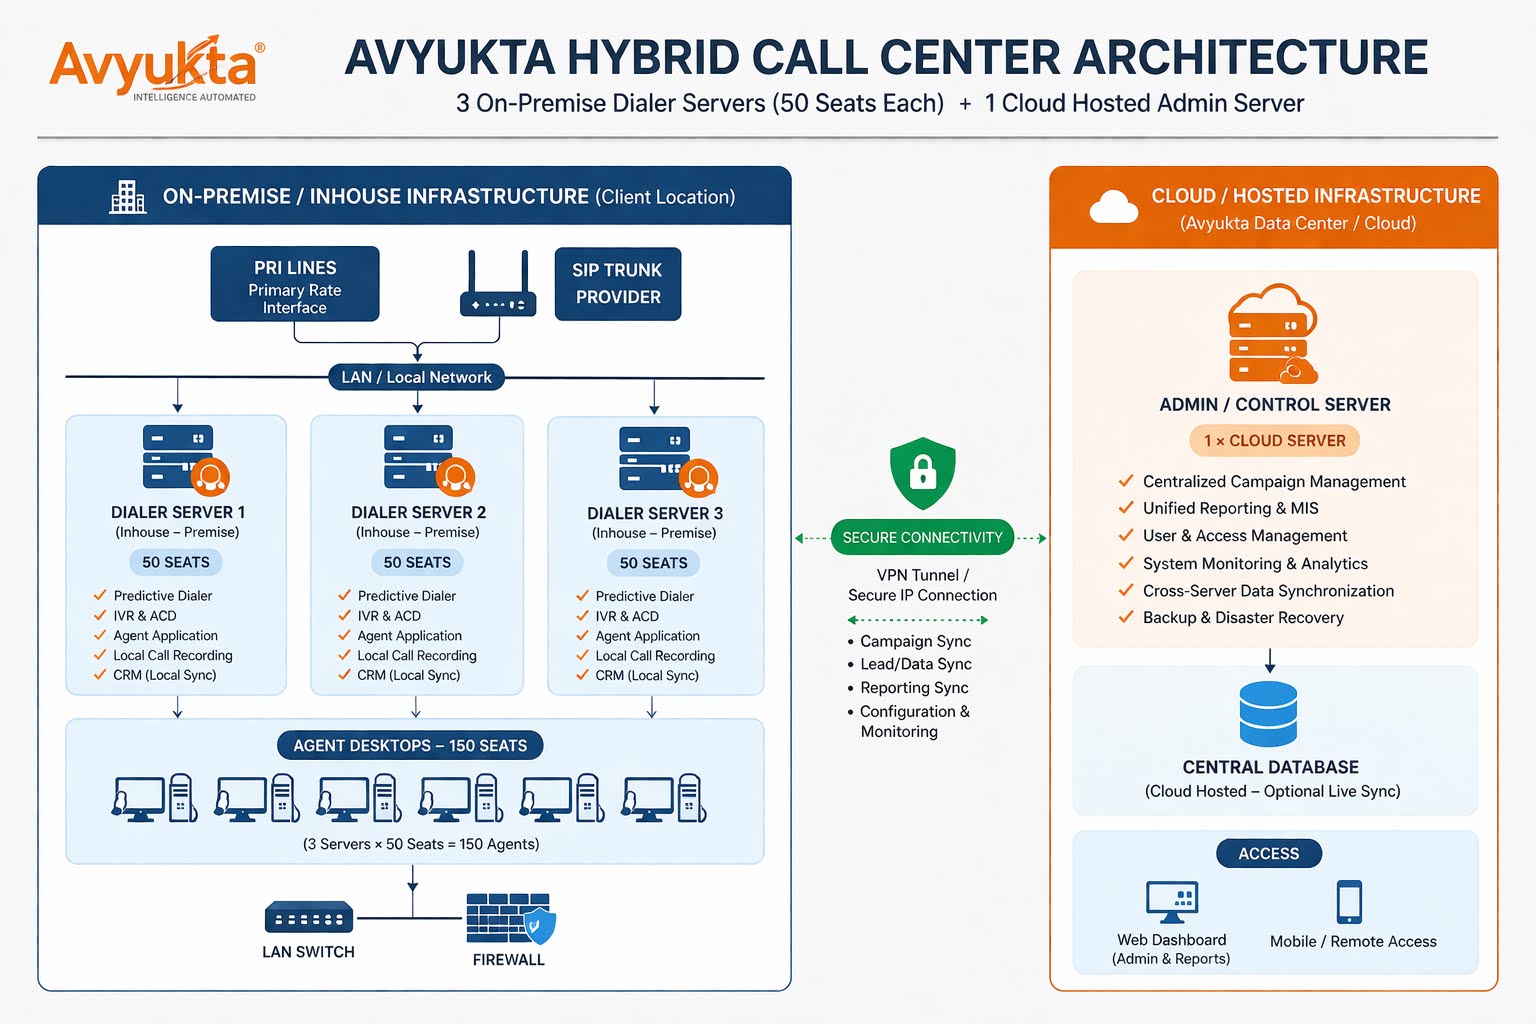 Avyukta®
INTELLIGENCE AUTOMATED
AVYUKTA HYBRID CALL CENTER ARCHITECTURE
3 On-Premise Dialer Servers (50 Seats Each) + 1 Cloud Hosted Admin Server
ON-PREMISE / INHOUSE INFRASTRUCTURE (Client Location)
PRI LINES
Primary Rate
Interface
SIP TRUNK
PROVIDER
LAN / Local Network
DIALER SERVER 1
(Inhouse – Premise)
50 SEATS
✓ Predictive Dialer
✓ IVR & ACD
✓ Agent Application
✓ Local Call Recording
✓ CRM (Local Sync)
DIALER SERVER 2
(Inhouse – Premise)
50 SEATS
✓ Predictive Dialer
✓ IVR & ACD
✓ Agent Application
✓ Local Call Recording
✓ CRM (Local Sync)
DIALER SERVER 3
(Inhouse – Premise)
50 SEATS
✓ Predictive Dialer
✓ IVR & ACD
✓ Agent Application
✓ Local Call Recording
✓ CRM (Local Sync)
AGENT DESKTOPS – 150 SEATS
(3 Servers × 50 Seats = 150 Agents)
LAN SWITCH
FIREWALL
SECURE CONNECTIVITY
VPN Tunnel /
Secure IP Connection
• Campaign Sync
• Lead/Data Sync
• Reporting Sync
• Configuration &
Monitoring
CLOUD / HOSTED INFRASTRUCTURE
(Avyukta Data Center / Cloud)
ADMIN / CONTROL SERVER
1 × CLOUD SERVER
✓ Centralized Campaign Management
✓ Unified Reporting & MIS
✓ User & Access Management
✓ System Monitoring & Analytics
✓ Cross-Server Data Synchronization
✓ Backup & Disaster Recovery
CENTRAL DATABASE
(Cloud Hosted – Optional Live Sync)
ACCESS
Web Dashboard
(Admin & Reports)
Mobile / Remote Access